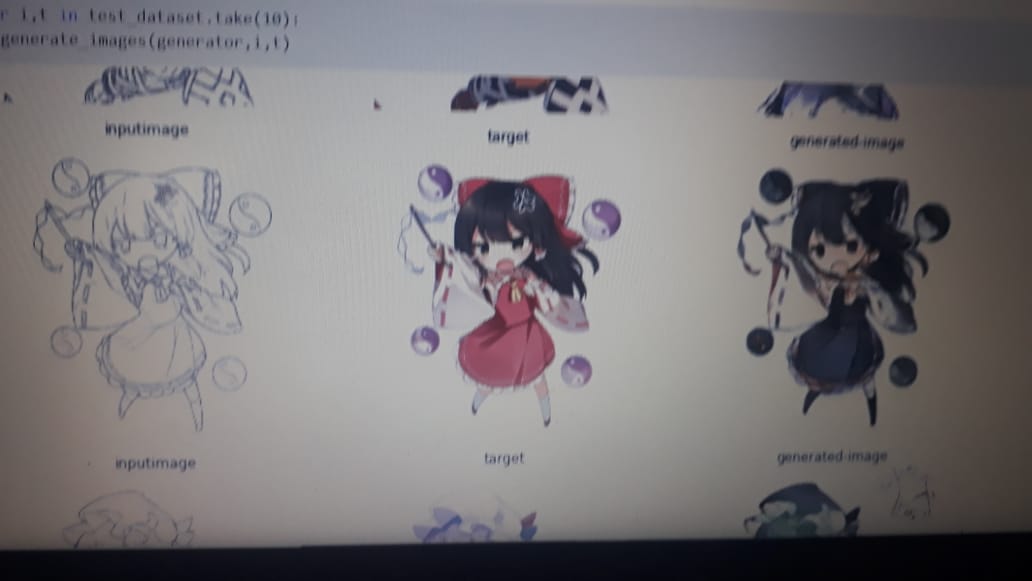 r i,t in test_dataset.take(10):
generate_images(generator,i,t)
inputimage target generated-image
inputimage target generated-image